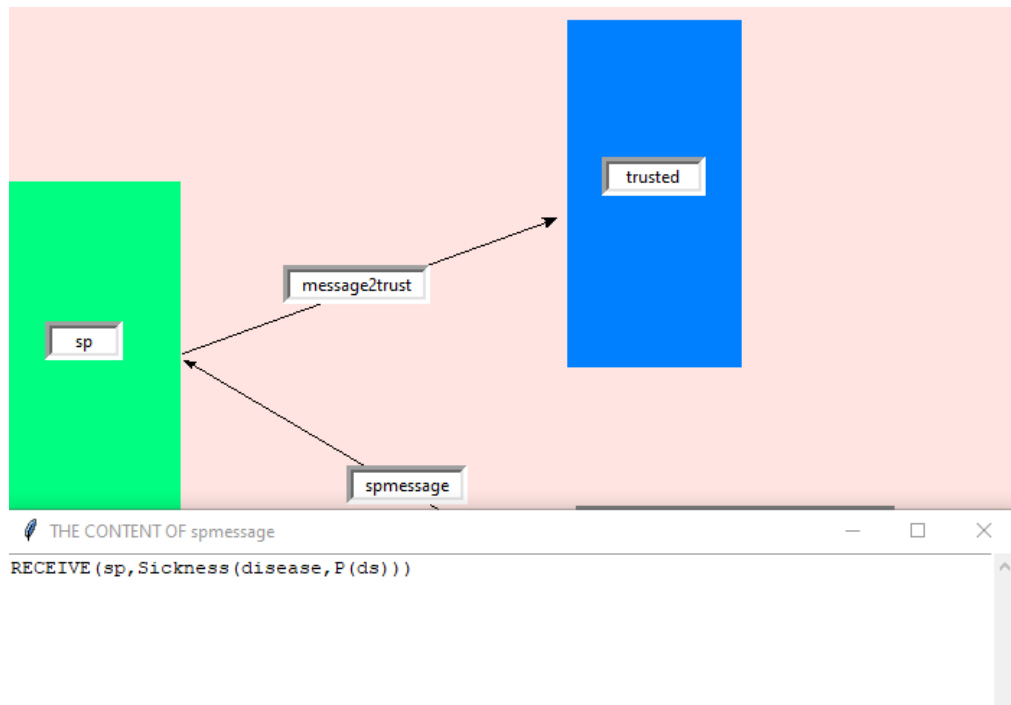 trusted
message2trust
sp
spmessage
THE CONTENT OF spmessage
RECEIVE(sp,Sickness(disease,P(ds)))